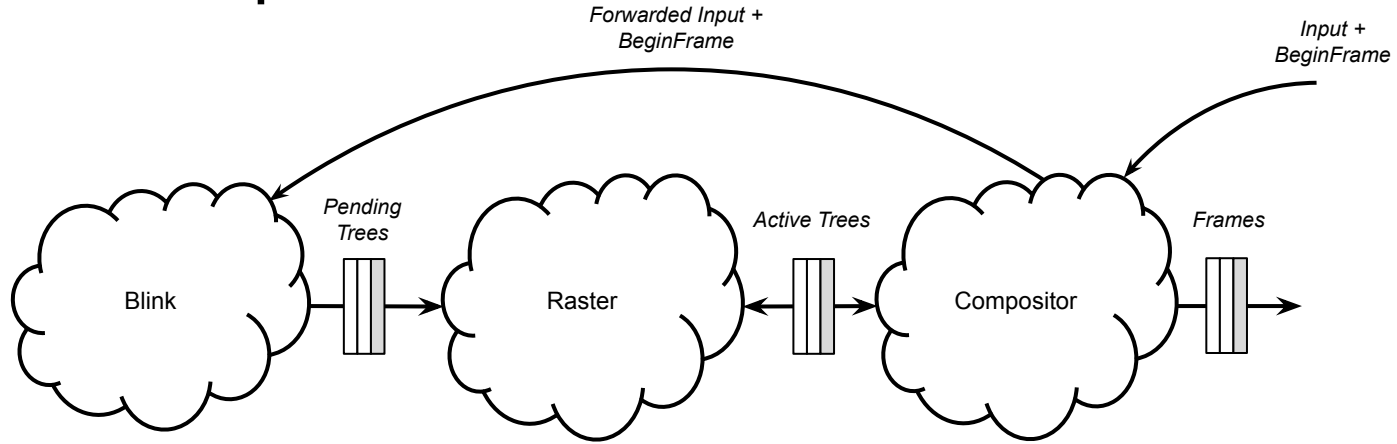 Forwarded Input +
BeginFrame
Input +
BeginFrame
Pending
Trees
Active Trees
Frames
Blink
Raster
Compositor